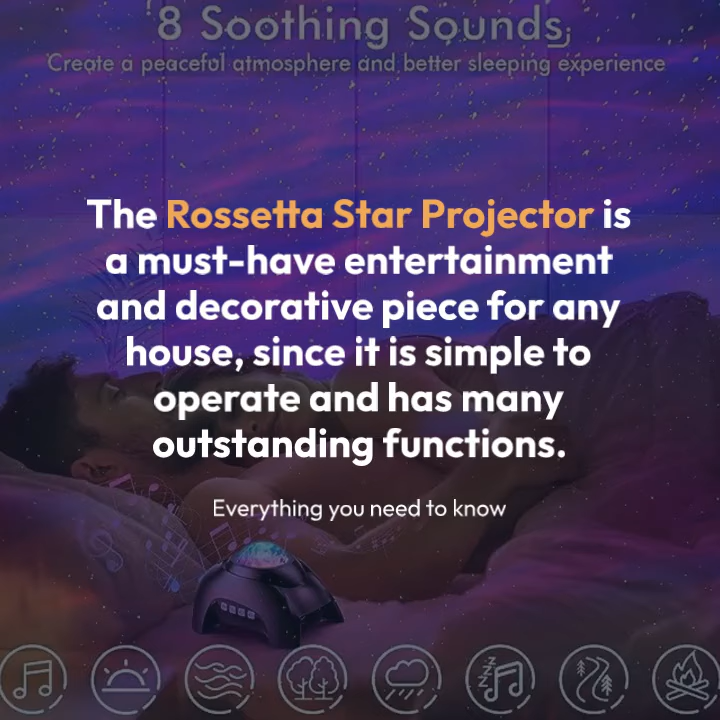 8 Soothing Sounds
Create a peaceful atmosphere and better sleeping experience
The Rossetta Star Projector is
a must-have entertainment
and decorative piece for any
house, since it is simple to
operate and has many
outstanding functions.
Everything you need to know